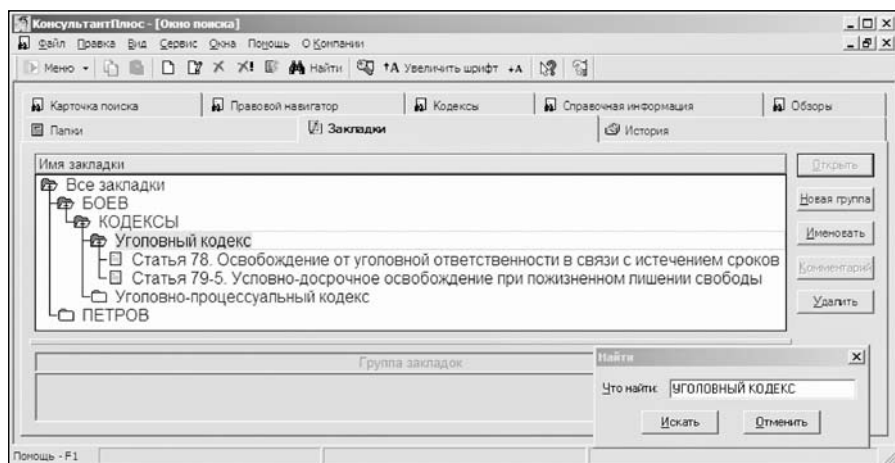 КонсультантПлюс - [Окно поиска]
Файл Правка Вид Сервис Окна Помощь О Компании
Меню Найти Увеличить шрифт
Карточка поиска Правовой навигатор Кодексы Справочная информация Обзоры
Папки Закладки История
Имя закладки
Все закладки
БОЕВ
КОДЕКСЫ
Уголовный кодекс
Статья 78. Освобождение от уголовной ответственности в связи с истечением сроков
Статья 79-5. Условно-досрочное освобождение при пожизненном лишении свободы
Уголовно-процессуальный кодекс
ПЕТРОВ
Открыть
Новая группа
Именовать
Комментарий
Удалить
Группа закладок
Найти
Что найти: УГОЛОВНЫЙ КОДЕКС
Искать Отменить
Помощь - F1